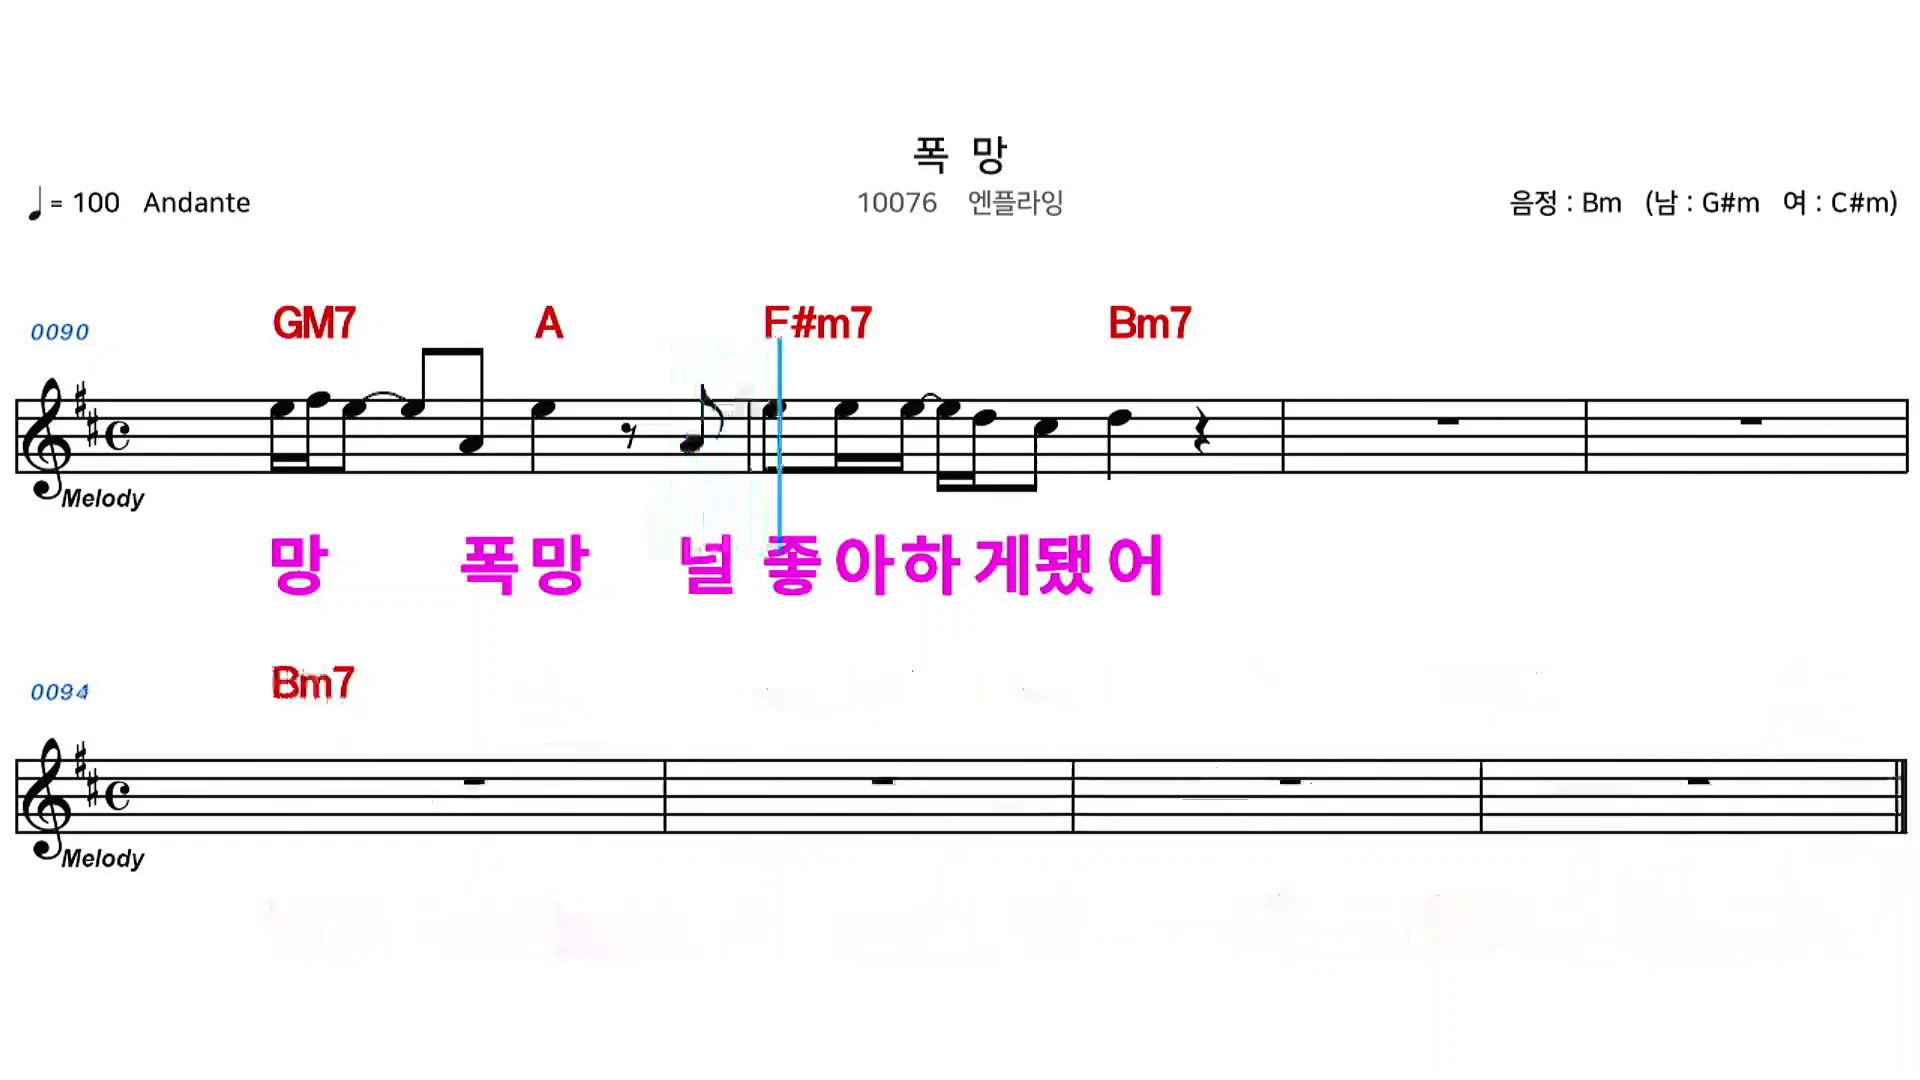 폭 망
♩ = 100 Andante 10076 엔플라잉 음정 : Bm (남 : G#m 여 : C#m)
0090 GM7 A F#m7 Bm7
Melody
망 폭망 널 좋아하게됐어
0094 Bm7
Melody